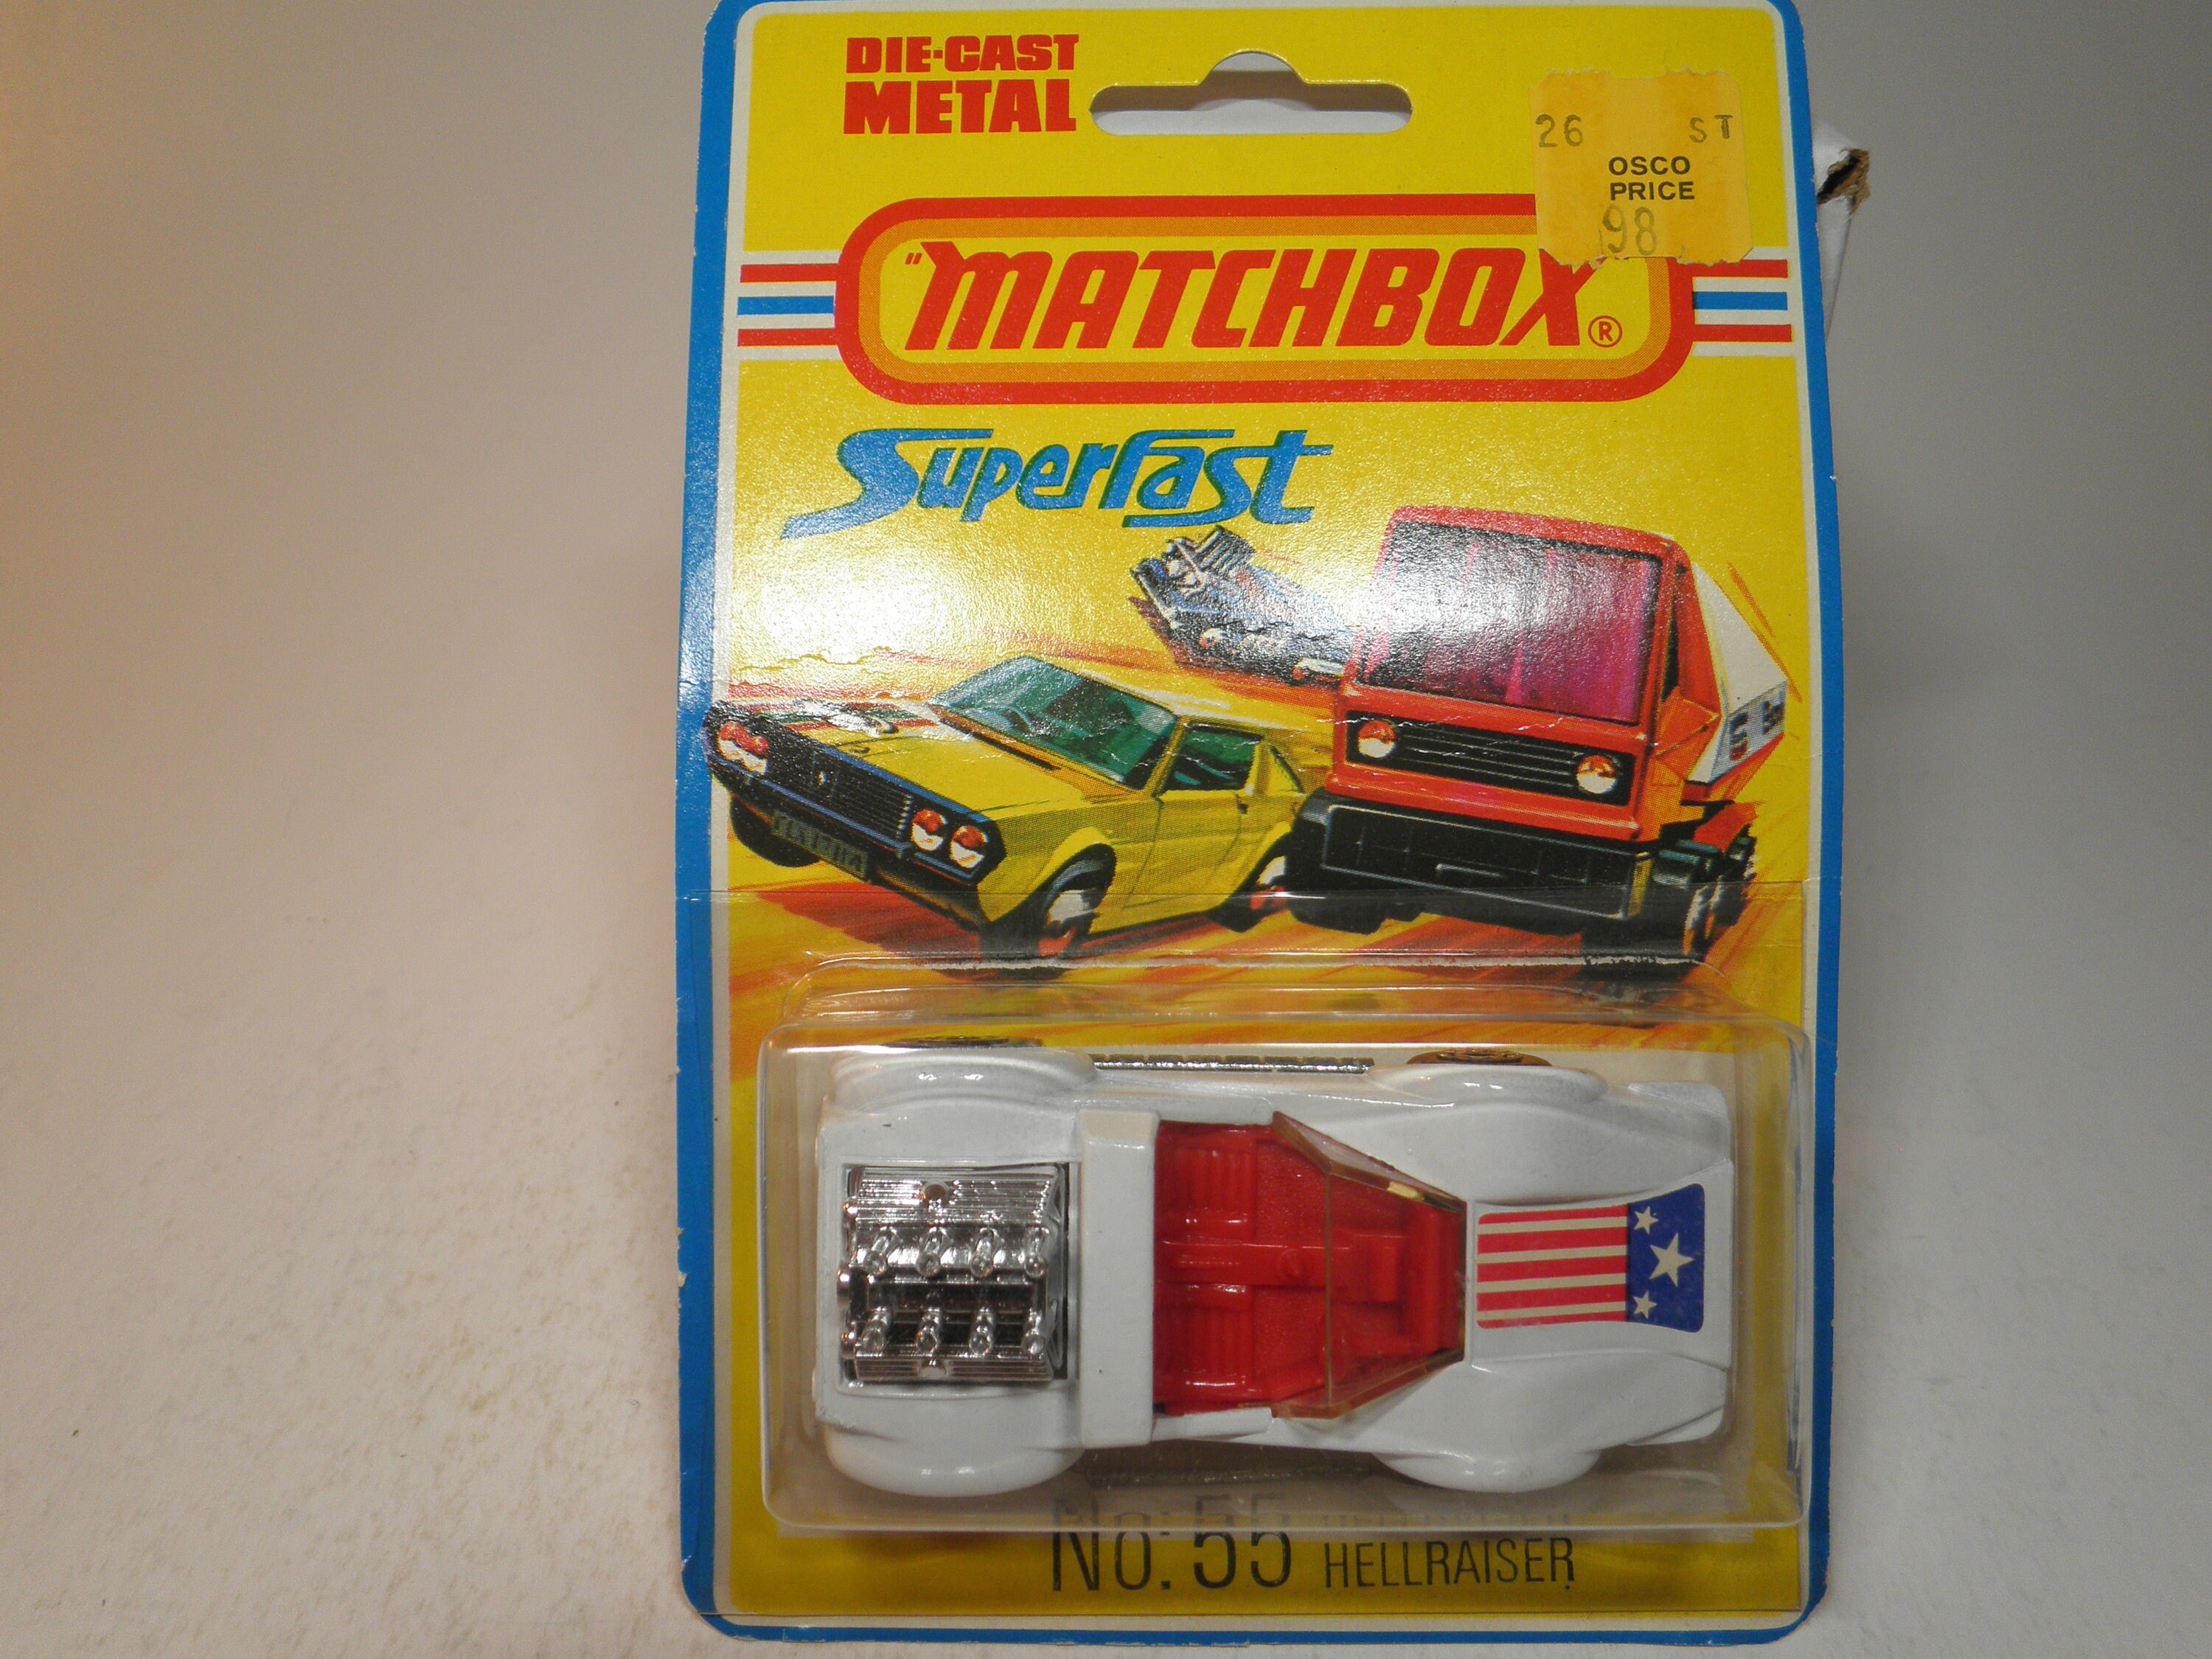 DIE-CAST
METAL
26 ST
OSCO
PRICE
98
"MATCHBOX®
Superfast
No: 55 HELLRAISER